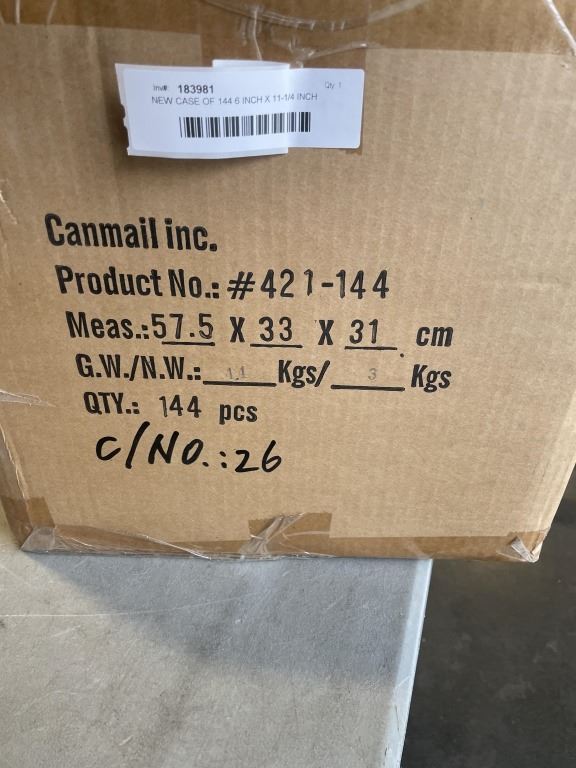 Inv#: 183981 Qty 1
NEW CASE OF 144 6 INCH X 11-1/4 INCH
Canmail inc.
Product No.: #421-144
Meas.: 57.5 X 33 X 31 cm
G.W./N.W.: 11 Kgs/ 3 Kgs
QTY.: 144 pcs
C/NO.:26